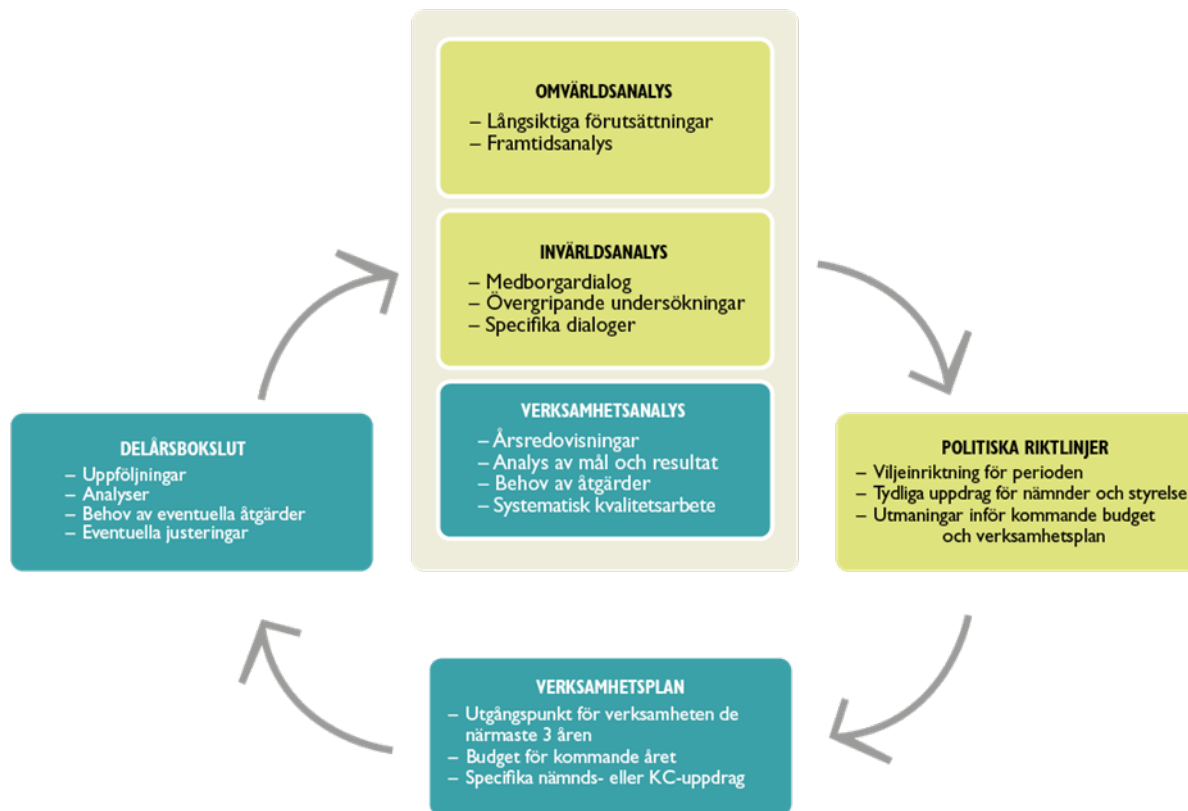 OMVÄRLDSANALYS
– Långsiktiga förutsättningar
– Framtidsanalys
INVÄRLDSANALYS
– Medborgardialog
– Övergripande undersökningar
– Specifika dialoger
VERKSAMHETSANALYS
– Årsredovisningar
– Analys av mål och resultat
– Behov av åtgärder
– Systematisk kvalitetsarbete
POLITISKA RIKTLINJER
– Viljeinriktning för perioden
– Tydliga uppdrag för nämnder och styrelse
– Utmaningar inför kommande budget
och verksamhetsplan
VERKSAMHETSPLAN
– Utgångspunkt för verksamheten de
närmaste 3 åren
– Budget för kommande året
– Specifika nämnds- eller KC-uppdrag
DELÅRSBOKSLUT
– Uppföljningar
– Analyser
– Behov av eventuella åtgärder
– Eventuella justeringar